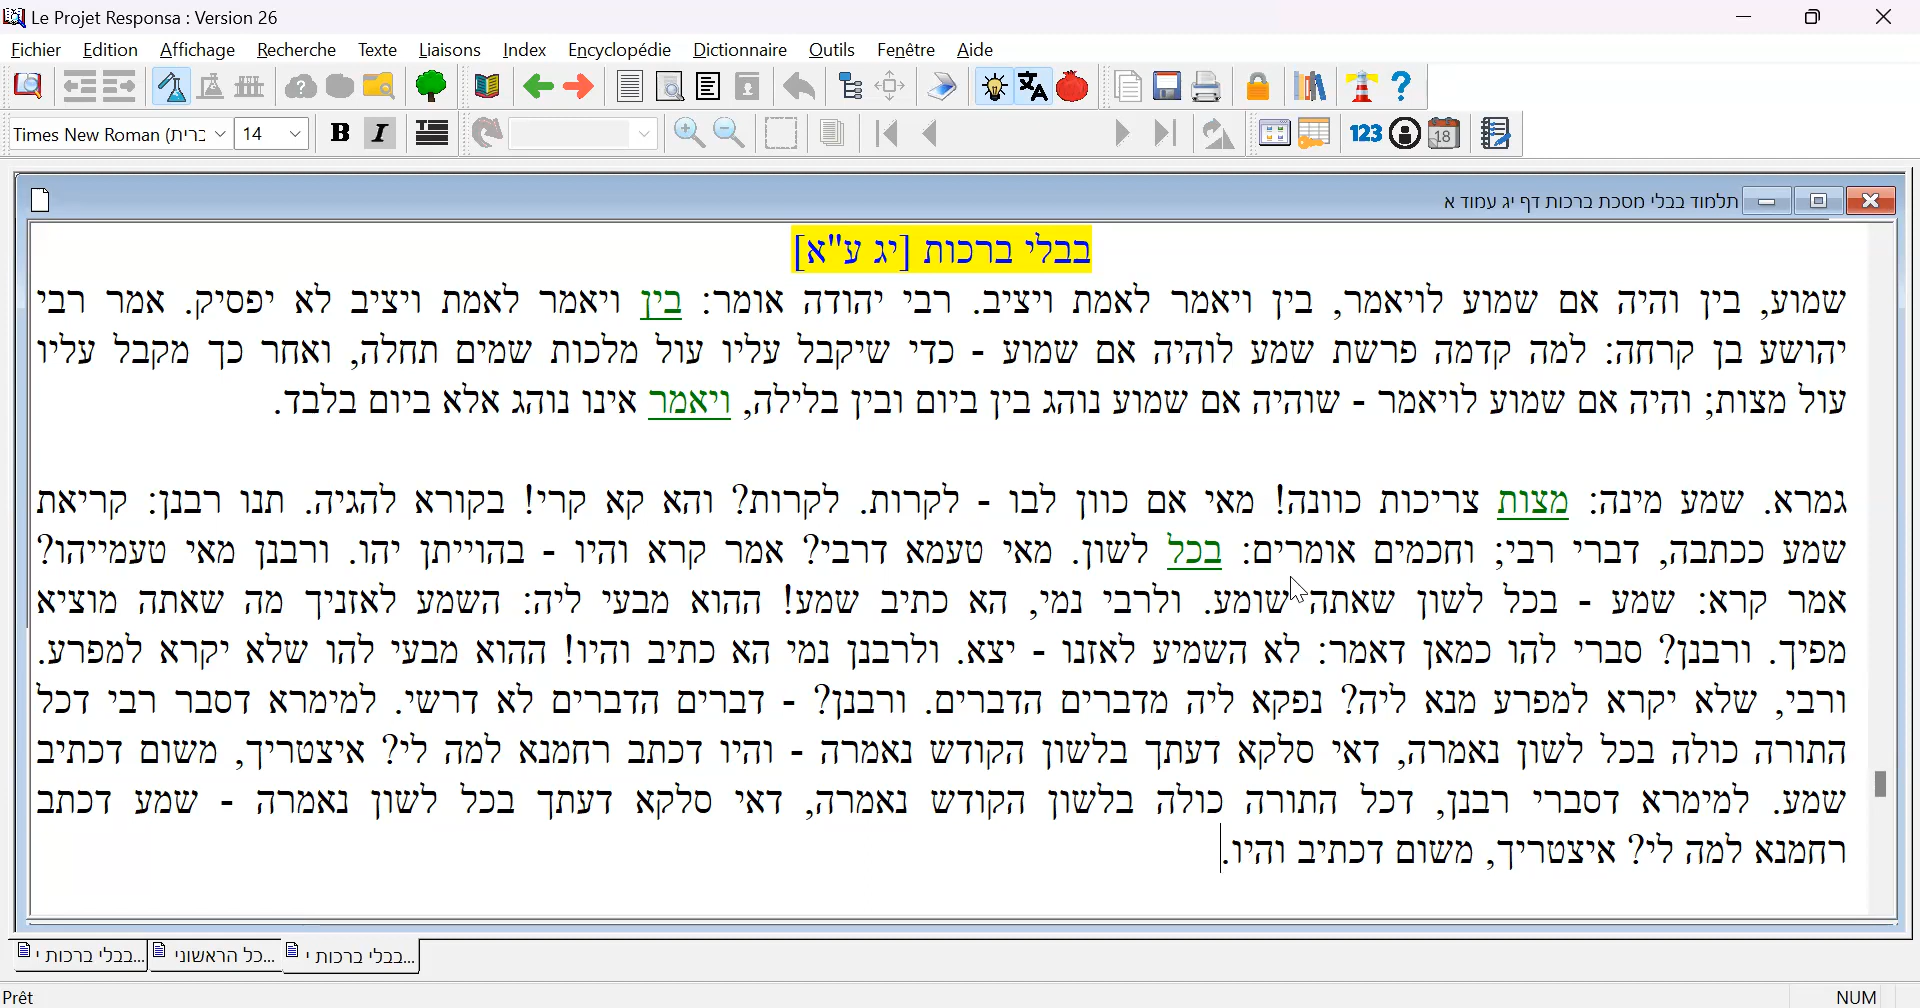 Le Projet Responsa : Version 26
Fichier Edition Affichage Recherche Texte Liaisons Index Encyclopédie Dictionnaire Outils Fenêtre Aide
Times New Roman (עברית 14 B I 123 18
תלמוד בבלי מסכת ברכות דף יג עמוד א
בבלי ברכות [יג ע"א]
שמוע, בין והיה אם שמוע לויאמר, בין ויאמר לאמת ויציב. רבי יהודה אומר: בין ויאמר לאמת ויציב לא יפסיק. אמר רבי
יהושע בן קרחה: למה קדמה פרשת שמע לוהיה אם שמוע - כדי שיקבל עליו עול מלכות שמים תחלה, ואחר כך מקבל עליו
עול מצות; והיה אם שמוע לויאמר - שוהיה אם שמוע נוהג בין ביום ובין בלילה, ויאמר אינו נוהג אלא ביום בלבד.
גמרא. שמע מינה: מצות צריכות כוונה! מאי אם כוון לבו - לקרות. לקרות? והא קא קרי! בקורא להגיה. תנו רבנן: קריאת
שמע ככתבה, דברי רבי; וחכמים אומרים: בכל לשון. מאי טעמא דרבי? אמר קרא והיו - בהוייתן יהו. ורבנן מאי טעמייהו?
אמר קרא: שמע - בכל לשון שאתה שומע. ולרבי נמי, הא כתיב שמע! ההוא מבעי ליה: השמע לאזניך מה שאתה מוציא
מפיך. ורבנן? סברי להו כמאן דאמר: לא השמיע לאזנו - יצא. ולרבנן נמי הא כתיב והיו! ההוא מבעי להו שלא יקרא למפרע.
ורבי, שלא יקרא למפרע מנא ליה? נפקא ליה מדברים הדברים. ורבנן? - דברים הדברים לא דרשי. למימרא דסבר רבי דכל
התורה כולה בכל לשון נאמרה, דאי סלקא דעתך בלשון הקודש נאמרה - והיו דכתב רחמנא למה לי? איצטריך, משום דכתיב
שמע. למימרא דסברי רבנן, דכל התורה כולה בלשון הקודש נאמרה, דאי סלקא דעתך בכל לשון נאמרה - שמע דכתב
רחמנא למה לי? איצטריך, משום דכתיב והיו.
בבלי ברכות י... כל הראשוני... בבלי ברכות י...
Prêt NUM